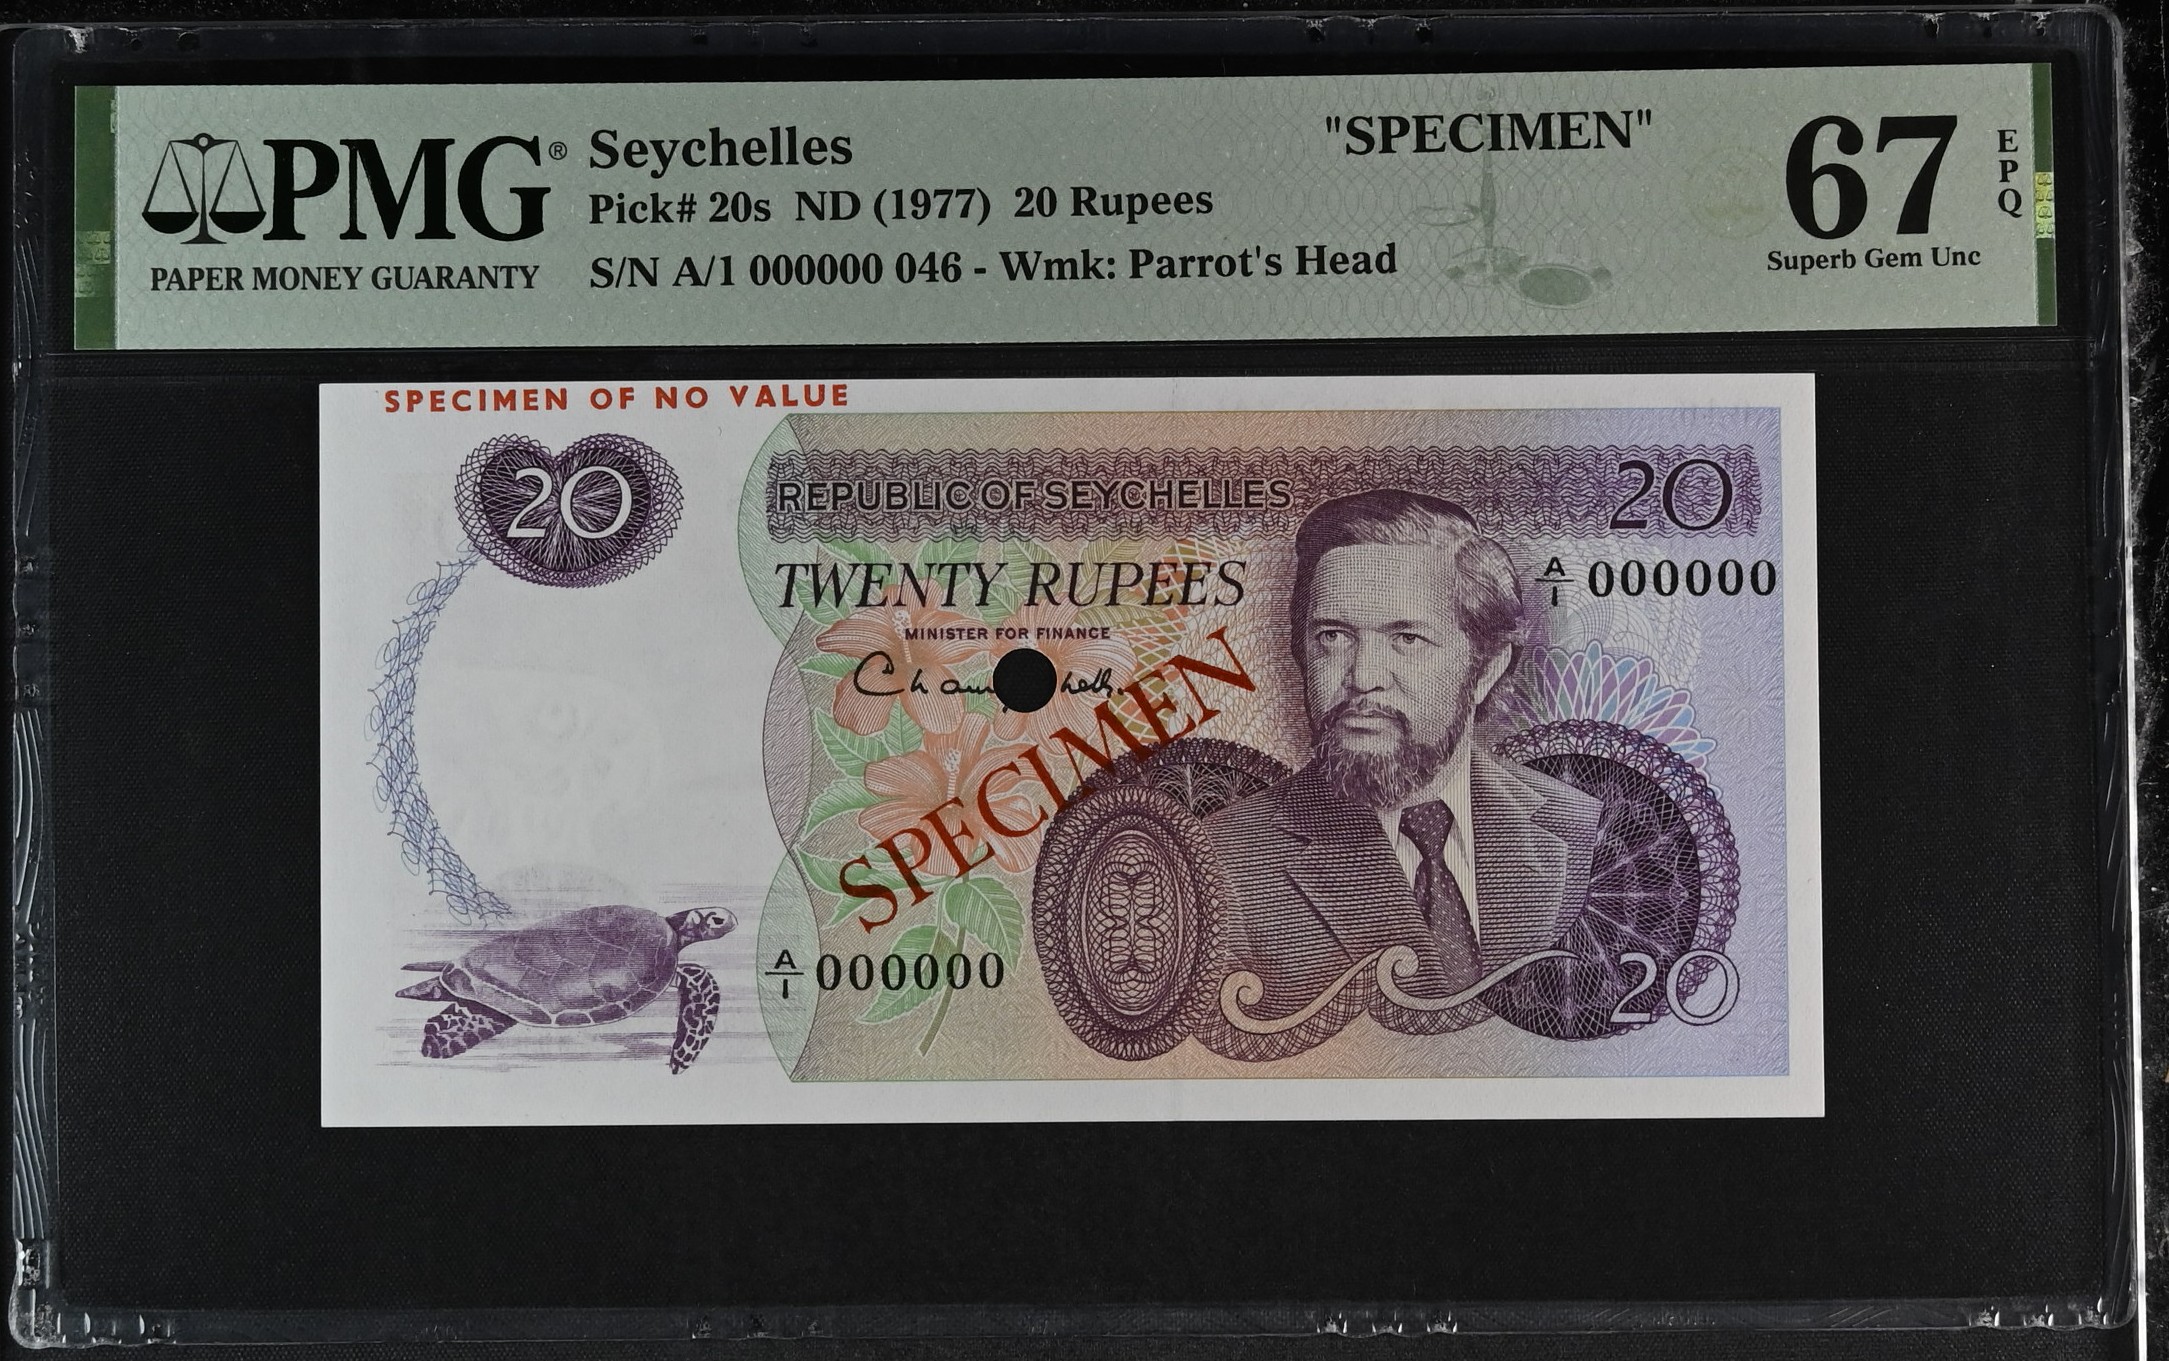 PMG®
PAPER MONEY GUARANTY
Seychelles
Pick# 20s ND (1977) 20 Rupees
S/N A/1 000000 046 - Wmk: Parrot's Head
"SPECIMEN"
67
EPQ
Superb Gem Unc
SPECIMEN OF NO VALUE
20
REPUBLIC OF SEYCHELLES
20
TWENTY RUPEES
A/1 000000
MINISTER FOR FINANCE
SPECIMEN
A/1 000000
20